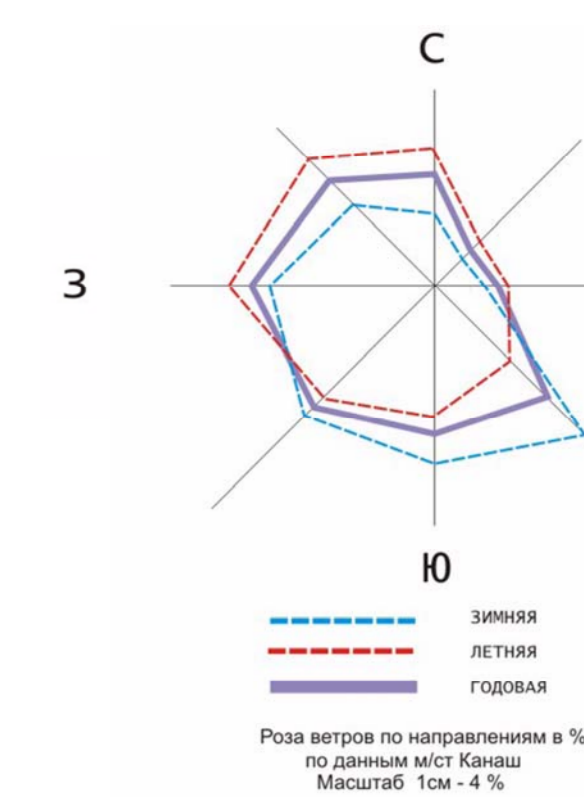 С
З
Ю
ЗИМНЯЯ
ЛЕТНЯЯ
ГОДОВАЯ
Роза ветров по направлениям в %
по данным м/ст Канаш
Масштаб 1см - 4 %